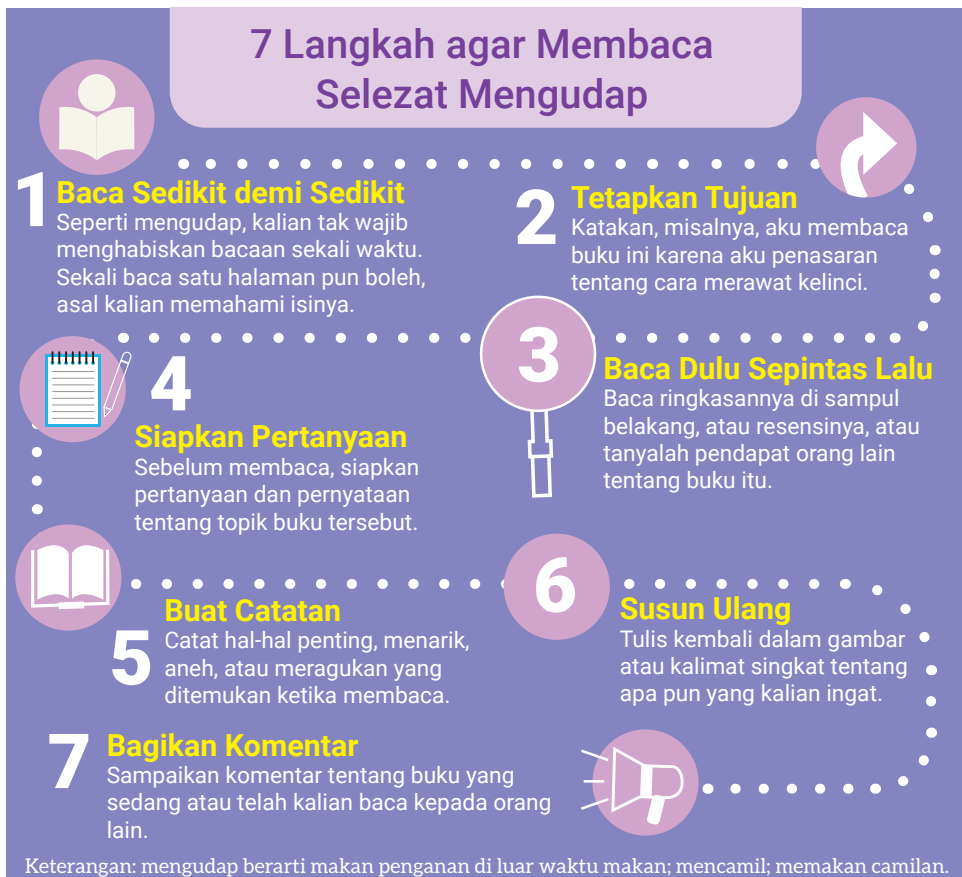 7 Langkah agar Membaca
Selezat Mengudap
1
Baca Sedikit demi Sedikit
Seperti mengudap, kalian tak wajib
menghabiskan bacaan sekali waktu.
Sekali baca satu halaman pun boleh,
asal kalian memahami isinya.
2
Tetapkan Tujuan
Katakan, misalnya, aku membaca
buku ini karena aku penasaran
tentang cara merawat kelinci.
3
Baca Dulu Sepintas Lalu
Baca ringkasannya di sampul
belakang, atau resensinya, atau
tanyalah pendapat orang lain
tentang buku itu.
4
Siapkan Pertanyaan
Sebelum membaca, siapkan
pertanyaan dan pernyataan
tentang topik buku tersebut.
5
Buat Catatan
Catat hal-hal penting, menarik,
aneh, atau meragukan yang
ditemukan ketika membaca.
6
Susun Ulang
Tulis kembali dalam gambar
atau kalimat singkat tentang
apa pun yang kalian ingat.
7
Bagikan Komentar
Sampaikan komentar tentang buku yang
sedang atau telah kalian baca kepada orang
lain.
Keterangan: mengudap berarti makan penganan di luar waktu makan; mencamil; memakan camilan.